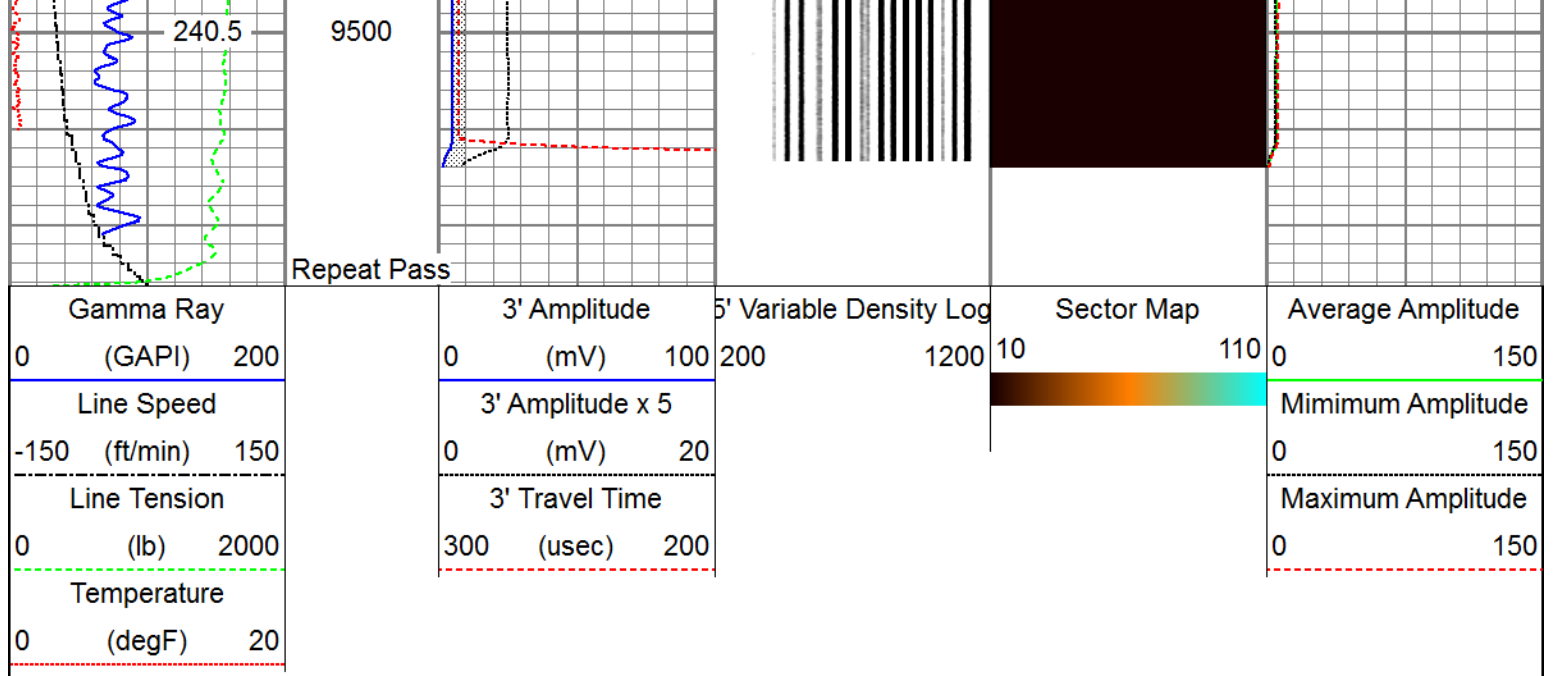 240.5 9500
Repeat Pass
Gamma Ray
0 (GAPI) 200
Line Speed
-150 (ft/min) 150
Line Tension
0 (lb) 2000
Temperature
0 (degF) 20
3' Amplitude
0 (mV) 100
3' Amplitude x 5
0 (mV) 20
3' Travel Time
300 (usec) 200
5' Variable Density Log
200 1200
Sector Map
10 110
Average Amplitude
0 150
Mimimum Amplitude
0 150
Maximum Amplitude
0 150